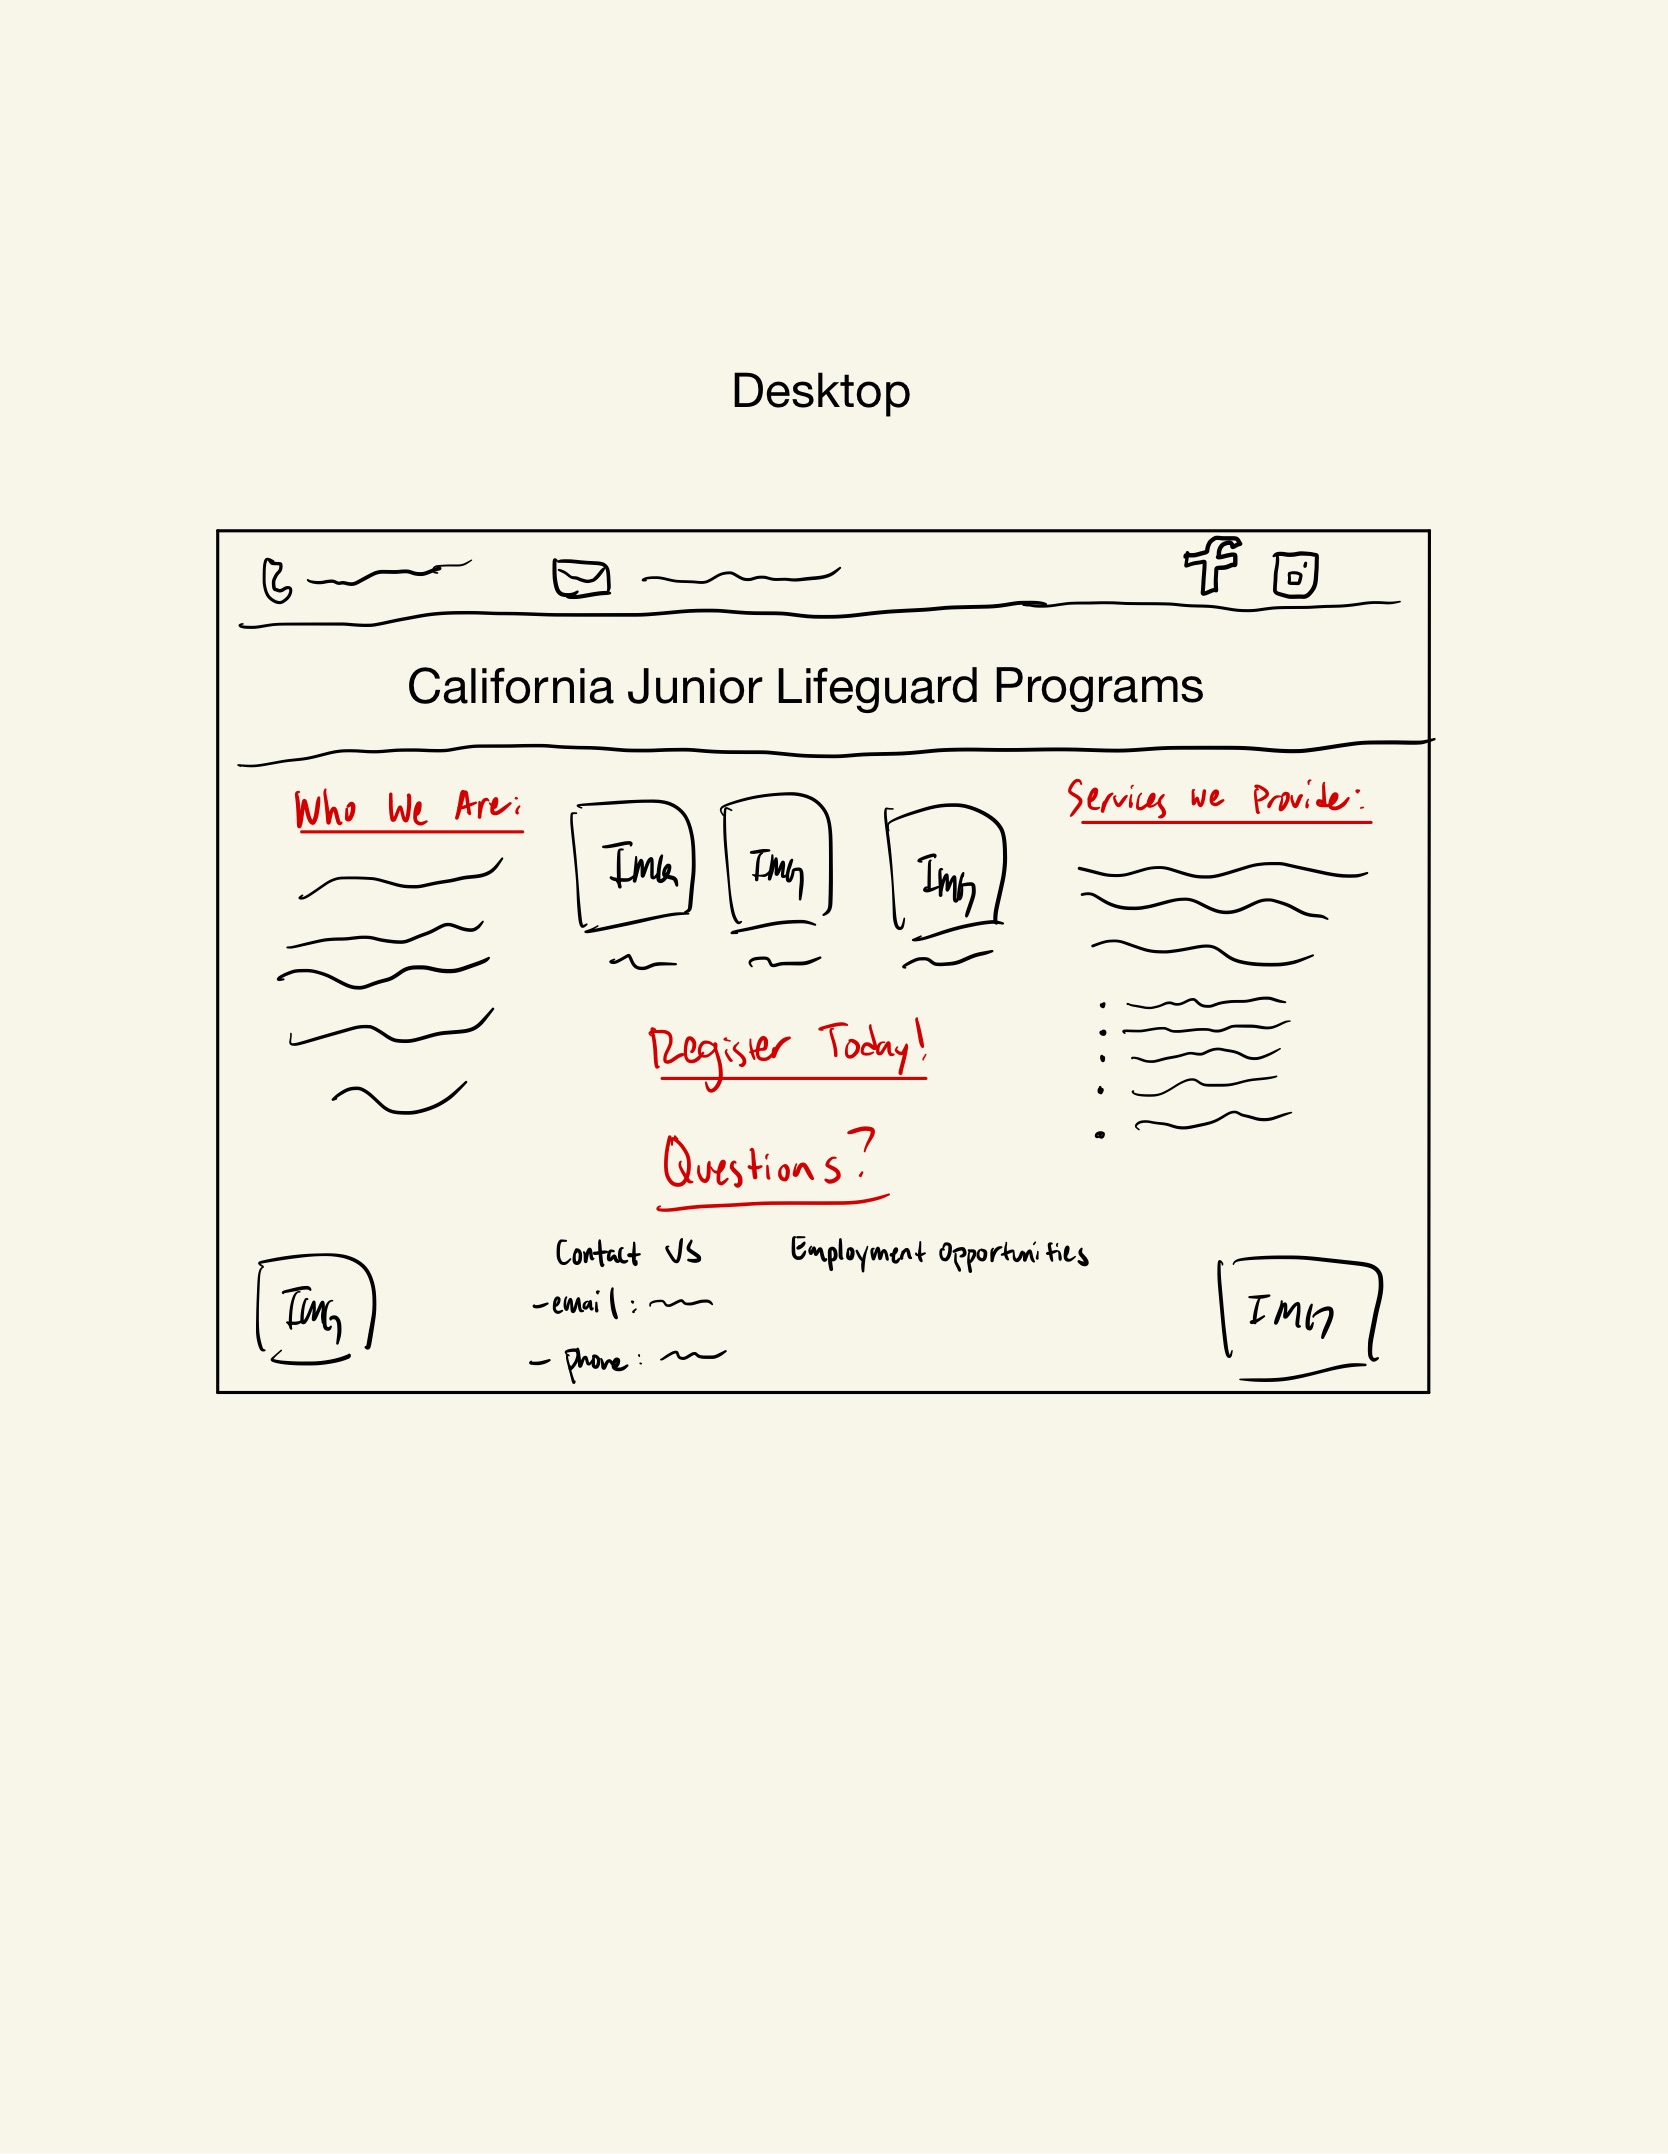 Desktop
f
California Junior Lifeguard Programs
Who We Are:
Img
Img
Img
Services we Provide:
Register Today!
Questions?
Contact US
Employment Opportunities
-email:
- phone:
Img
IMG